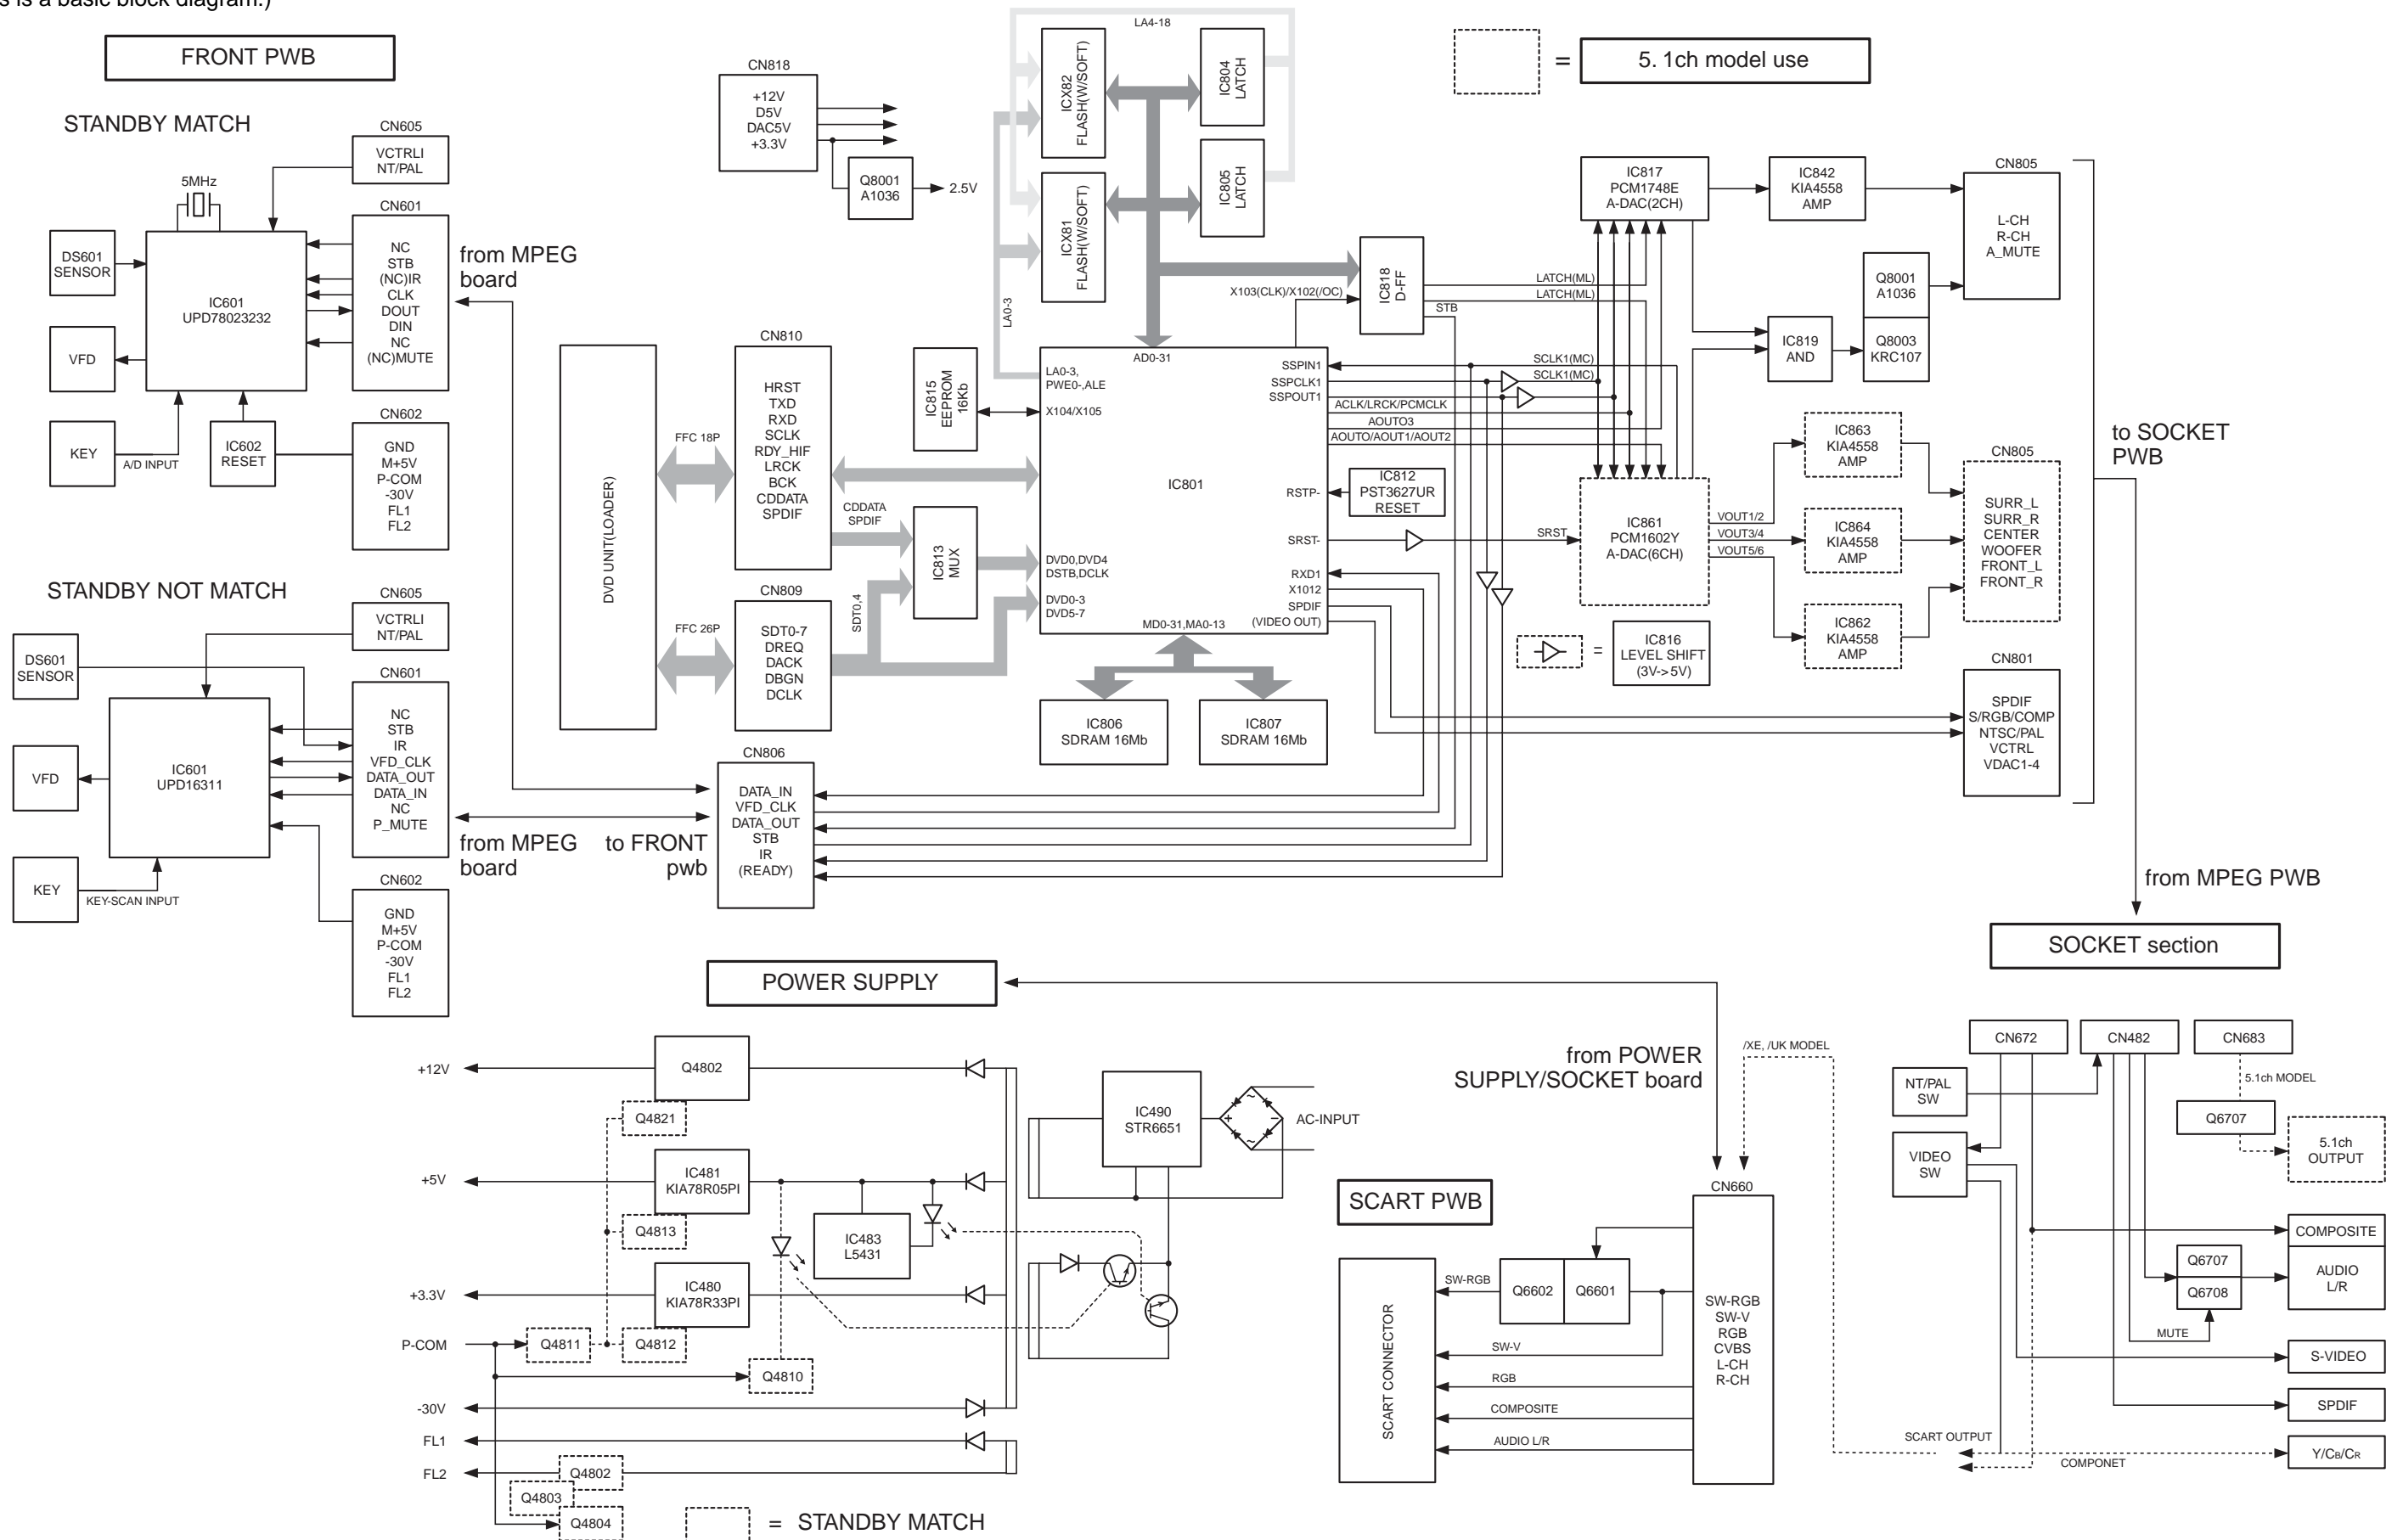 s is a basic block diagram.)
FRONT PWB
STANDBY MATCH
5MHz
DS601
SENSOR
VFD
KEY
A/D INPUT
IC601
UPD78023232
IC602
RESET
CN605
VCTRLI
NT/PAL
CN601
NC
STB
(NC)IR
CLK
DOUT
DIN
NC
(NC)MUTE
from MPEG
board
CN602
GND
M+5V
P-COM
-30V
FL1
FL2
STANDBY NOT MATCH
DS601
SENSOR
VFD
KEY
KEY-SCAN INPUT
IC601
UPD16311
CN605
VCTRLI
NT/PAL
CN601
NC
STB
IR
VFD_CLK
DATA_OUT
DATA_IN
NC
P_MUTE
from MPEG
board
CN602
GND
M+5V
P-COM
-30V
FL1
FL2
CN818
+12V
D5V
DAC5V
+3.3V
Q8001
A1036
2.5V
LA4-18
ICX82
FLASH(W/SOFT)
ICX81
FLASH(W/SOFT)
IC804
LATCH
IC805
LATCH
LA0-3
= 5. 1ch model use
DVD UNIT(LOADER)
FFC 18P
FFC 26P
CN810
HRST
TXD
RXD
SCLK
RDY_HIF
LRCK
BCK
CDDATA
SPDIF
CN809
SDT0-7
DREQ
DACK
DBGN
DCLK
CDDATA
SPDIF
SDT0,4
IC813
MUX
IC815
EEPROM
16Kb
IC801
AD0-31
LA0-3,
PWE0-,ALE
X104/X105
DVD0,DVD4
DSTB,DCLK
DVD0-3
DVD5-7
MD0-31,MA0-13
SSPIN1
SSPCLK1
SSPOUT1
RSTP-
SRST-
RXD1
X1012
SPDIF
(VIDEO OUT)
X103(CLK)/X102(/OC)
IC818
D-FF
LATCH(ML)
LATCH(ML)
STB
SCLK1(MC)
SCLK1(MC)
ACLK/LRCK/PCMCLK
AOUTO3
AOUTO/AOUT1/AOUT2
IC812
PST3627UR
RESET
SRST
IC806
SDRAM 16Mb
IC807
SDRAM 16Mb
IC817
PCM1748E
A-DAC(2CH)
IC842
KIA4558
AMP
IC819
AND
Q8001
A1036
Q8003
KRC107
CN805
L-CH
R-CH
A_MUTE
IC861
PCM1602Y
A-DAC(6CH)
VOUT1/2
VOUT3/4
VOUT5/6
IC863
KIA4558
AMP
IC864
KIA4558
AMP
IC862
KIA4558
AMP
CN805
SURR_L
SURR_R
CENTER
WOOFER
FRONT_L
FRONT_R
= IC816
LEVEL SHIFT
(3V->5V)
CN801
SPDIF
S/RGB/COMP
NTSC/PAL
VCTRL
VDAC1-4
to SOCKET
PWB
to FRONT
pwb
CN806
DATA_IN
VFD_CLK
DATA_OUT
STB
IR
(READY)
from MPEG PWB
SOCKET section
POWER SUPPLY
+12V
+5V
+3.3V
P-COM
-30V
FL1
FL2
Q4802
Q4821
IC481
KIA78R05PI
Q4813
IC480
KIA78R33PI
Q4811
Q4812
Q4810
IC483
L5431
Q4802
Q4803
Q4804
= STANDBY MATCH
IC490
STR6651
~
+
-
~
AC-INPUT
from POWER
SUPPLY/SOCKET board
/XE, /UK MODEL
SCART PWB
SCART CONNECTOR
SW-RGB
Q6602
Q6601
SW-V
RGB
COMPOSITE
AUDIO L/R
CN660
SW-RGB
SW-V
RGB
CVBS
L-CH
R-CH
CN672
CN482
CN683
NT/PAL
SW
VIDEO
SW
5.1ch MODEL
Q6707
5.1ch
OUTPUT
COMPOSITE
Q6707
Q6708
AUDIO
L/R
MUTE
S-VIDEO
SPDIF
SCART OUTPUT
COMPONET
Y/CB/CR